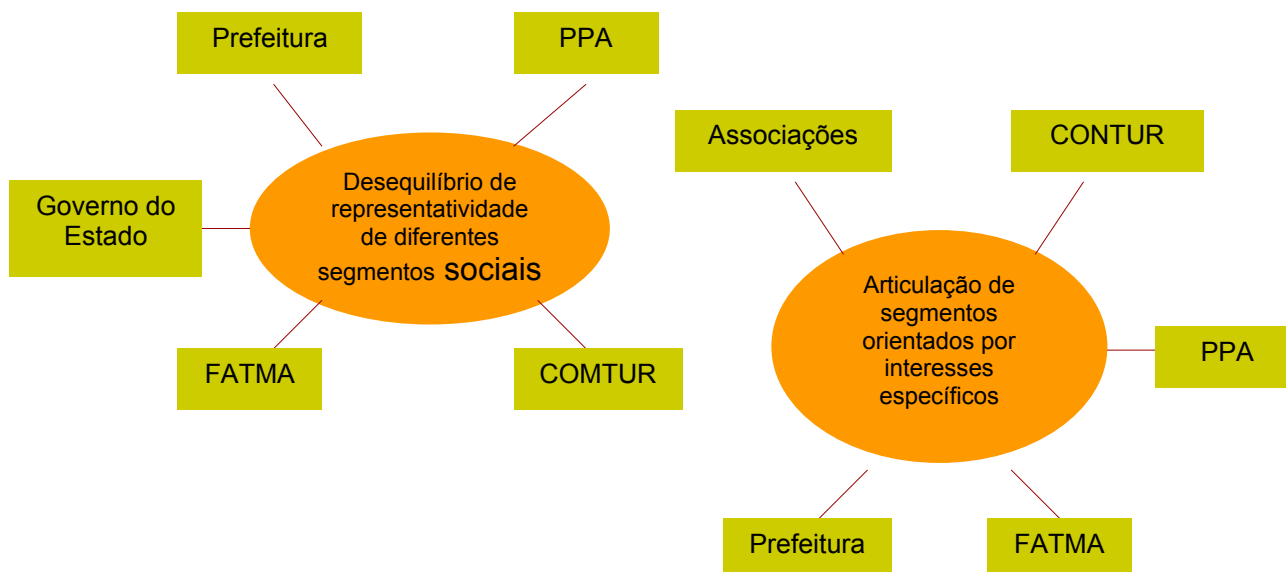 Prefeitura
PPA
Governo do
Estado
Desequilíbrio de
representatividade
de diferentes
segmentos sociais
FATMA
COMTUR
Associações
CONTUR
Articulação de
segmentos
orientados por
interesses
específicos
PPA
Prefeitura
FATMA